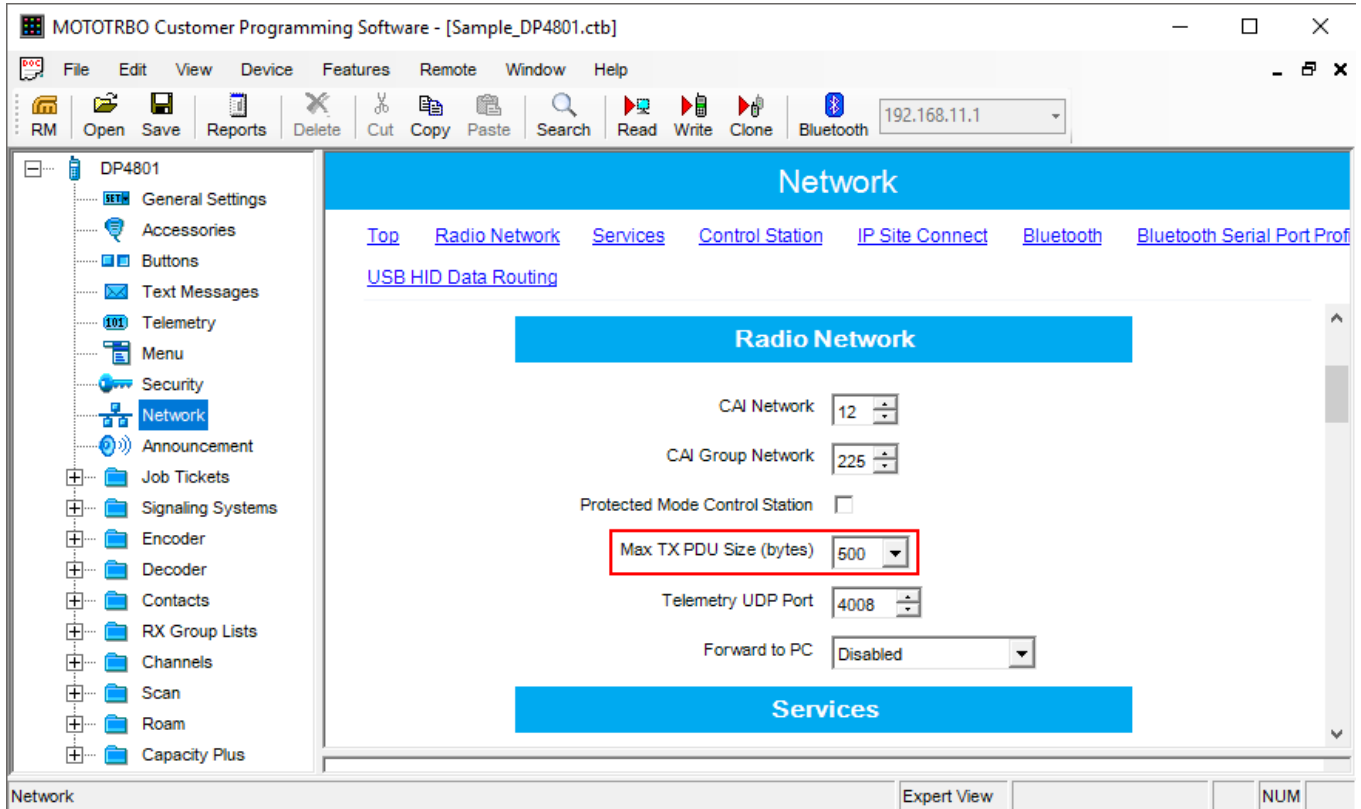 MOTOTRBO Customer Programming Software - [Sample_DP4801.ctb]
File Edit View Device Features Remote Window Help
RM Open Save Reports Delete Cut Copy Paste Search Read Write Clone Bluetooth 192.168.11.1
DP4801
General Settings
Accessories
Buttons
Text Messages
Telemetry
Menu
Security
Network
Announcement
Job Tickets
Signaling Systems
Encoder
Decoder
Contacts
RX Group Lists
Channels
Scan
Roam
Capacity Plus
Network
Top Radio Network Services Control Station IP Site Connect Bluetooth Bluetooth Serial Port Profi
USB HID Data Routing
Radio Network
CAI Network 12
CAI Group Network 225
Protected Mode Control Station
Max TX PDU Size (bytes) 500
Telemetry UDP Port 4008
Forward to PC Disabled
Services
Network Expert View NUM